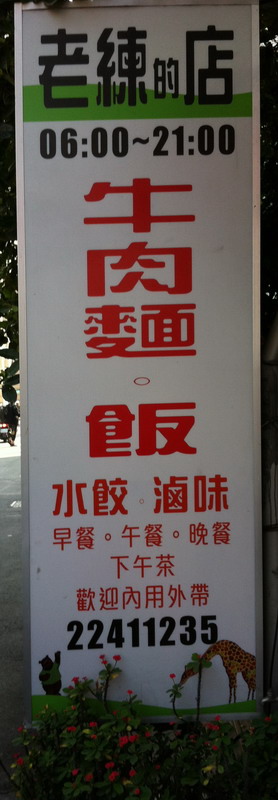 老練的店
06:00~21:00
牛肉麵。飯
水餃。滷味
早餐。午餐。晚餐
下午茶
歡迎內用外帶
22411235